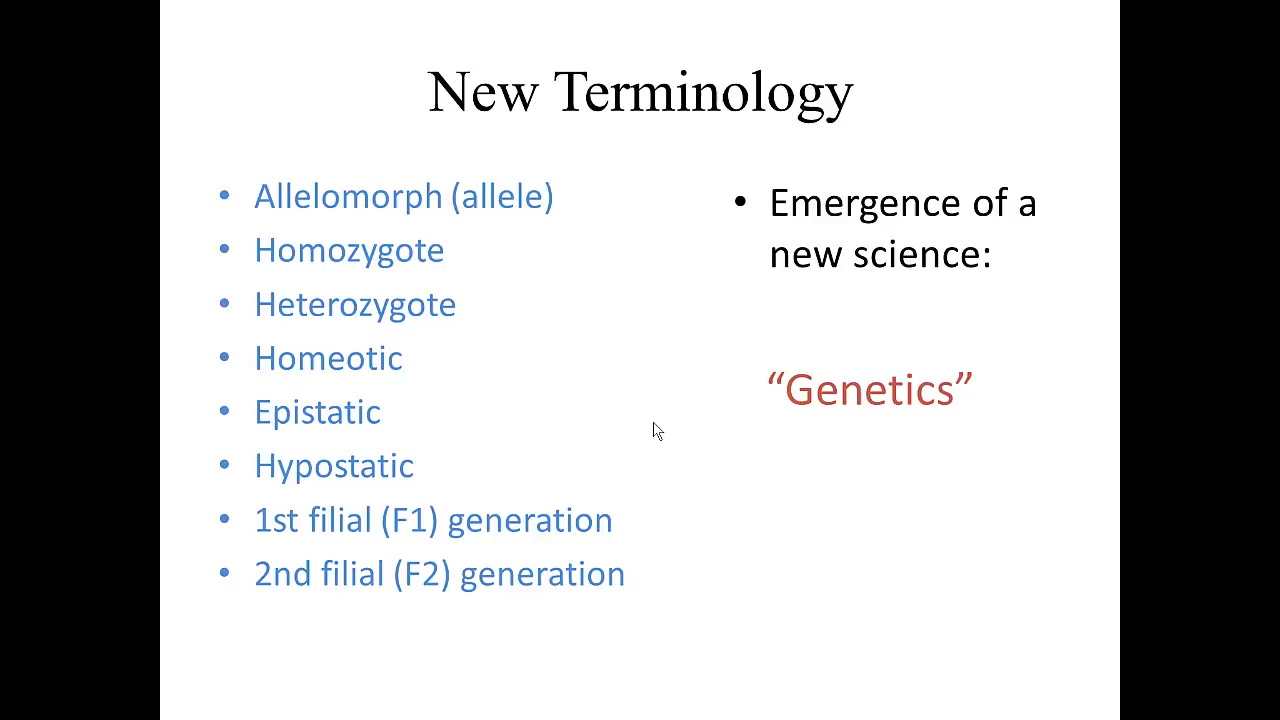 New Terminology
• Allelomorph (allele)
• Homozygote
• Heterozygote
• Homeotic
• Epistatic
• Hypostatic
• 1st filial (F1) generation
• 2nd filial (F2) generation
• Emergence of a
new science:
“Genetics”